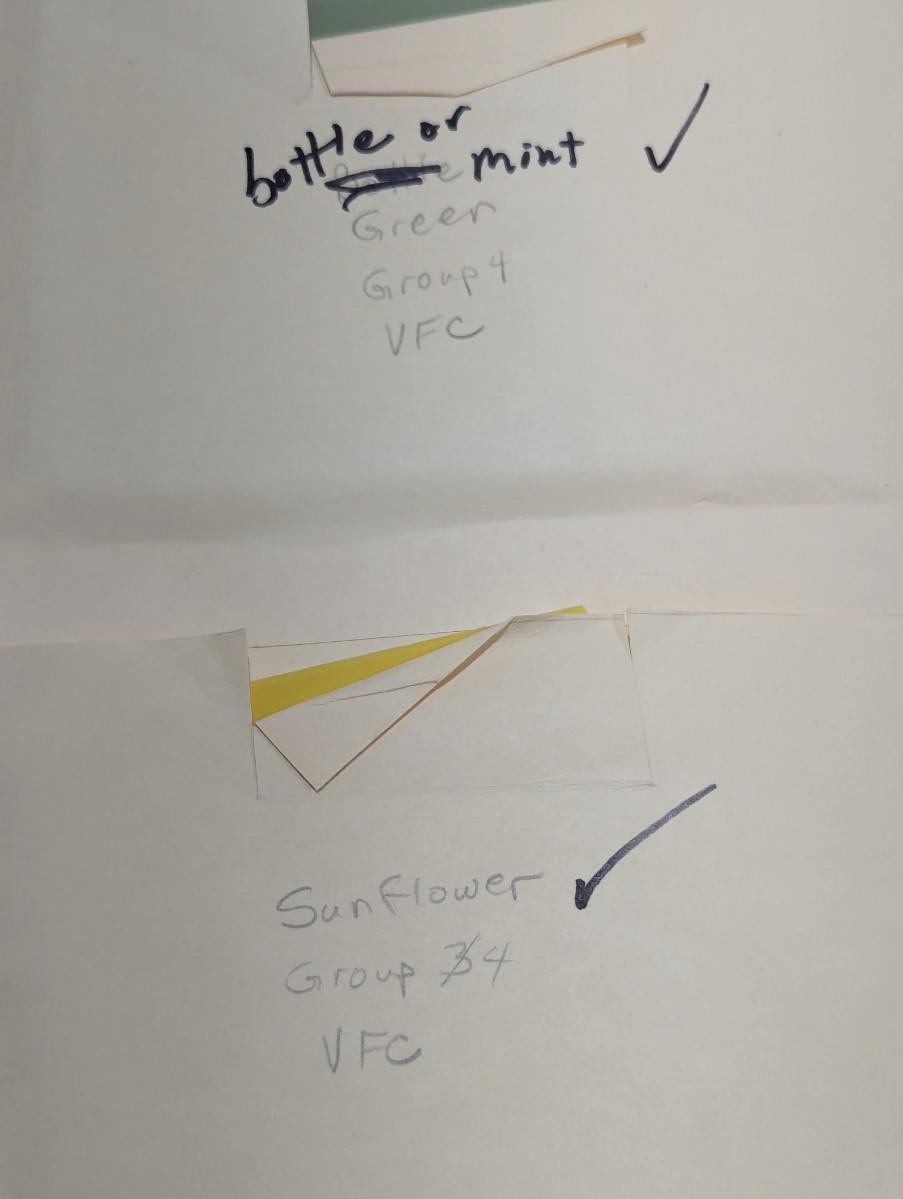 bottle or
mint
Green
Group 4
VFC
Sunflower
Group 4
VFC